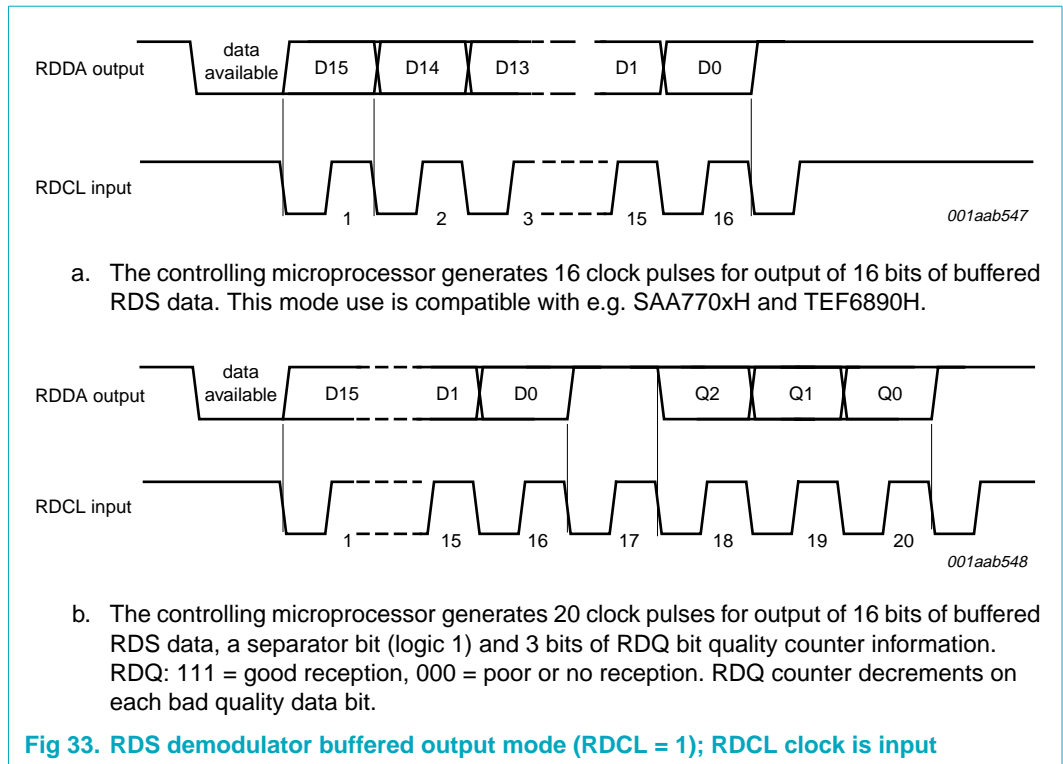 data
available
RDDA output
D15 D14 D13 D1 D0
RDCL input
1 2 3 15 16
001aab547
a. The controlling microprocessor generates 16 clock pulses for output of 16 bits of buffered
RDS data. This mode use is compatible with e.g. SAA770xH and TEF6890H.
data
available
RDDA output
D15 D1 D0 Q2 Q1 Q0
RDCL input
1 15 16 17 18 19 20
001aab548
b. The controlling microprocessor generates 20 clock pulses for output of 16 bits of buffered
RDS data, a separator bit (logic 1) and 3 bits of RDQ bit quality counter information.
RDQ: 111 = good reception, 000 = poor or no reception. RDQ counter decrements on
each bad quality data bit.
Fig 33. RDS demodulator buffered output mode (RDCL = 1); RDCL clock is input